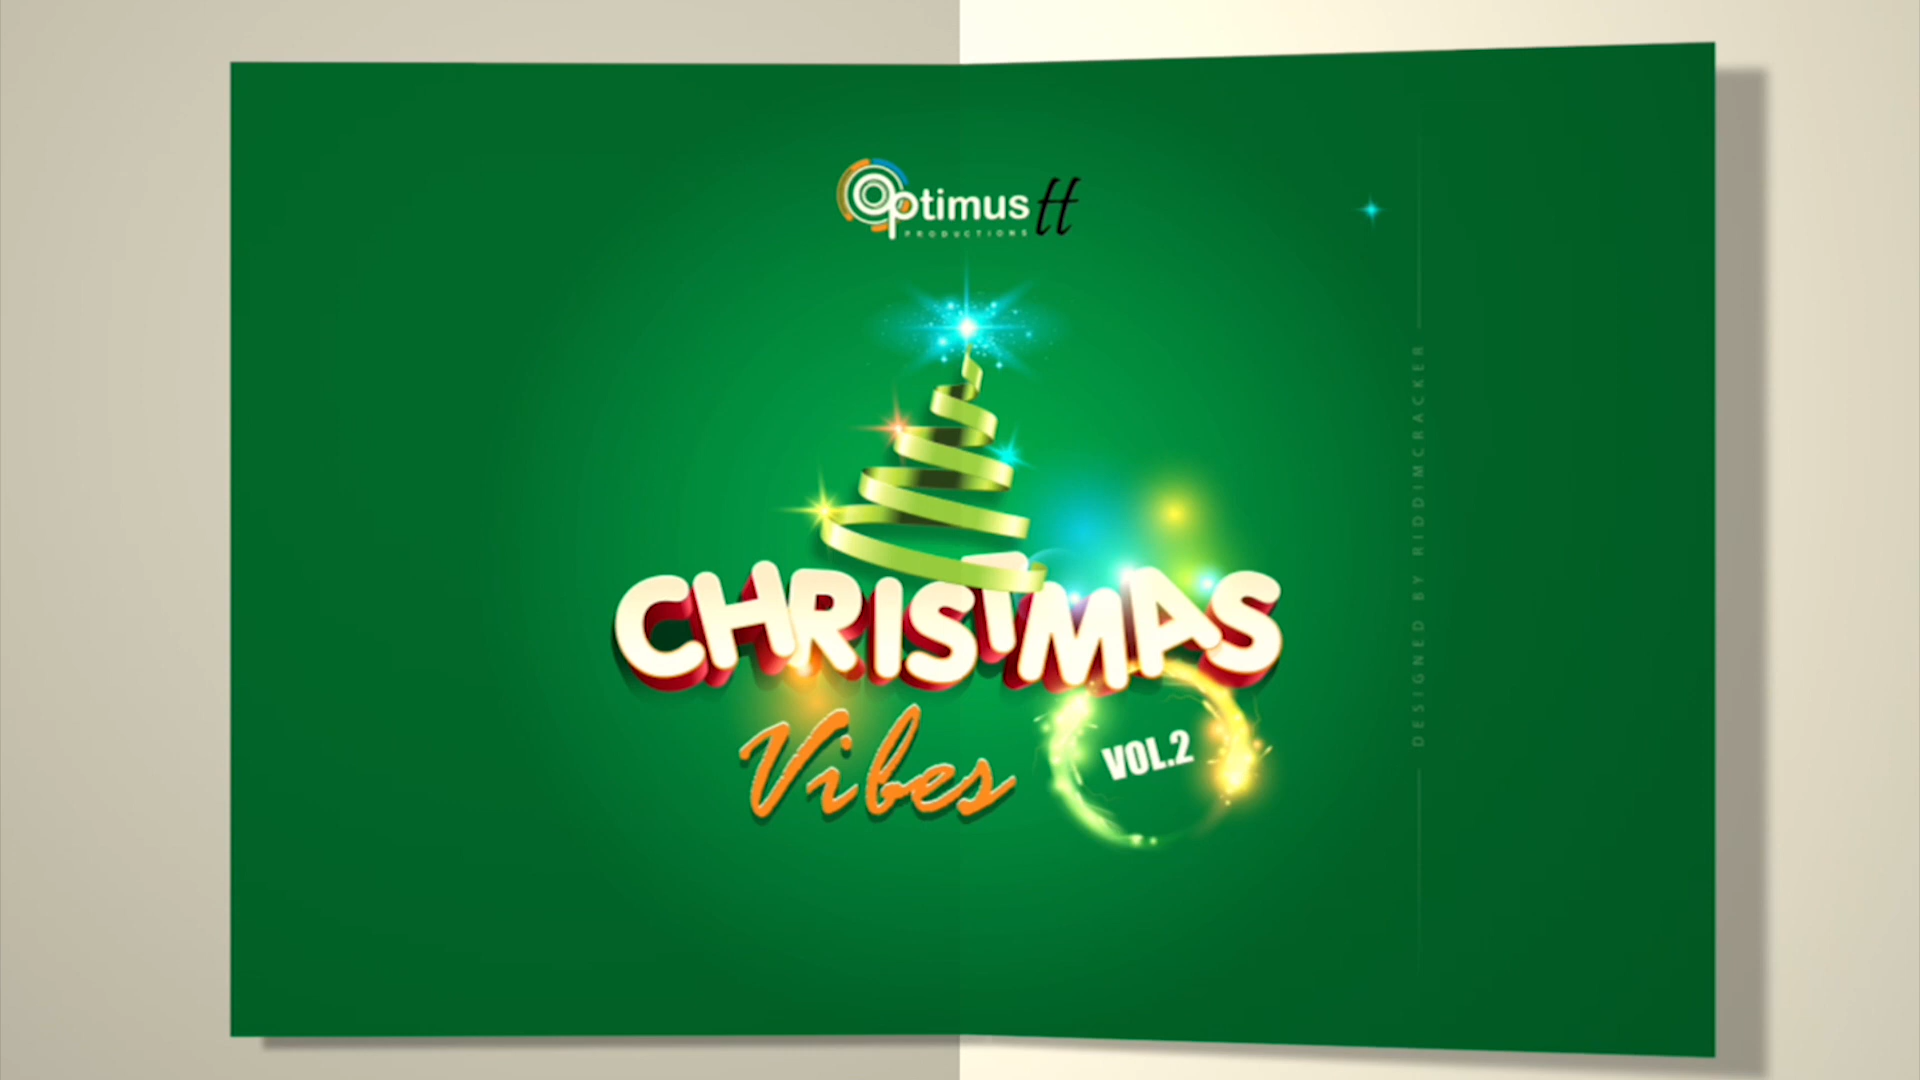 Optimus tt
PRODUCTIONS
CHRISTMAS
Vibes
VOL.2
DESIGNED BY RIDDIMCRACKER